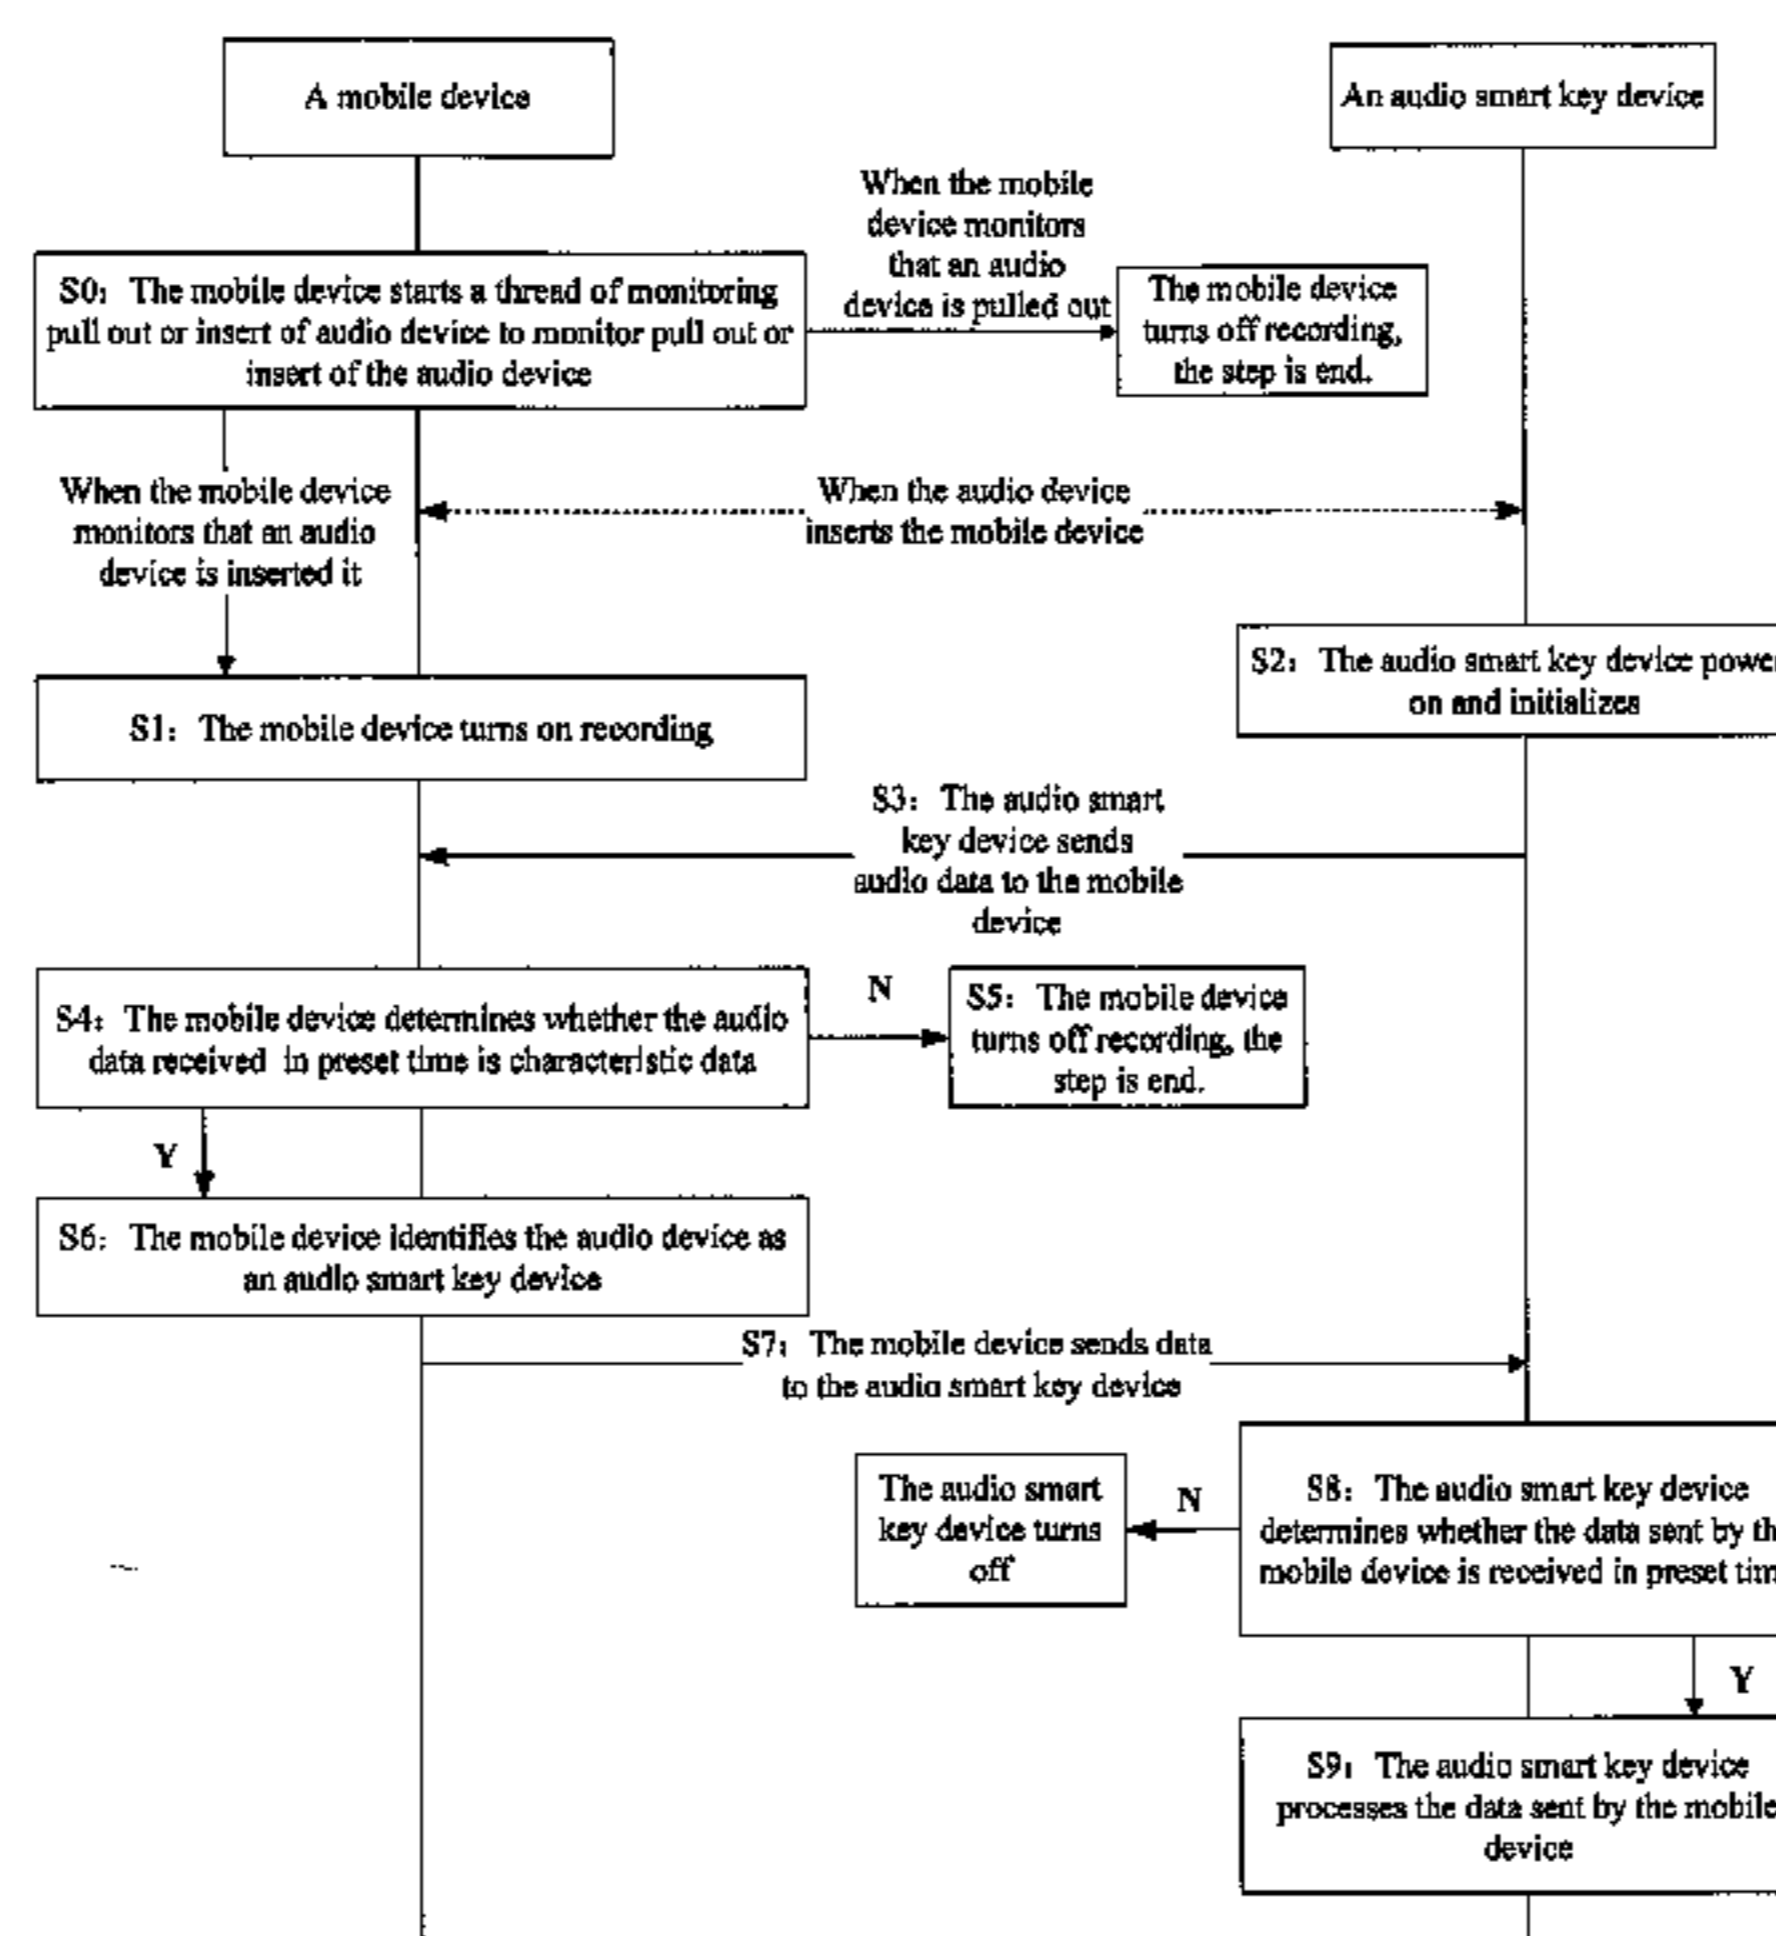 A mobile device
An audio smart key device
When the mobile
device monitors
that an audio
device is pulled out
S0: The mobile device starts a thread of monitoring
pull out or insert of audio device to monitor pull out or
insert of the audio device
The mobile device
turns off recording,
the step is end.
When the mobile device
monitors that an audio
device is inserted it
When the audio device
inserts the mobile device
S1: The mobile device turns on recording
S2: The audio smart key device power
on and initializes
S3: The audio smart
key device sends
audio data to the mobile
device
S4: The mobile device determines whether the audio
data received in preset time is characteristic data
N
S5: The mobile device
turns off recording, the
step is end.
Y
S6: The mobile device identifies the audio device as
an audio smart key device
S7: The mobile device sends data
to the audio smart key device
The audio smart
key device turns
off
N
S8: The audio smart key device
determines whether the data sent by th
mobile device is received in preset tim
Y
S9: The audio smart key device
processes the data sent by the mobile
device